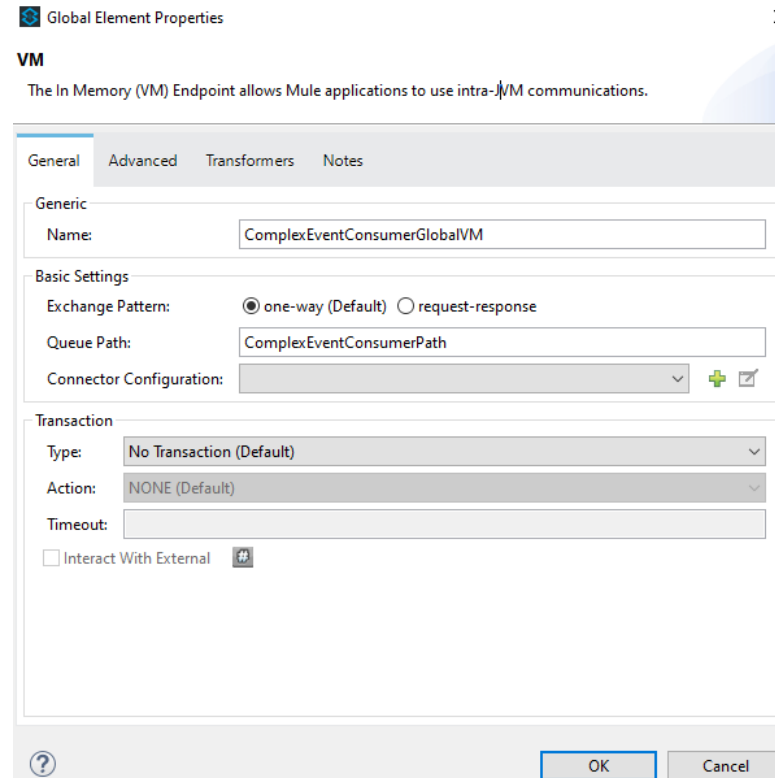 Global Element Properties
VM
The In Memory (VM) Endpoint allows Mule applications to use intra-JVM communications.
General Advanced Transformers Notes
Generic
Name: ComplexEventConsumerGlobalVM
Basic Settings
Exchange Pattern: one-way (Default) request-response
Queue Path: ComplexEventConsumerPath
Connector Configuration:
Transaction
Type: No Transaction (Default)
Action: NONE (Default)
Timeout:
Interact With External #
? OK Cancel